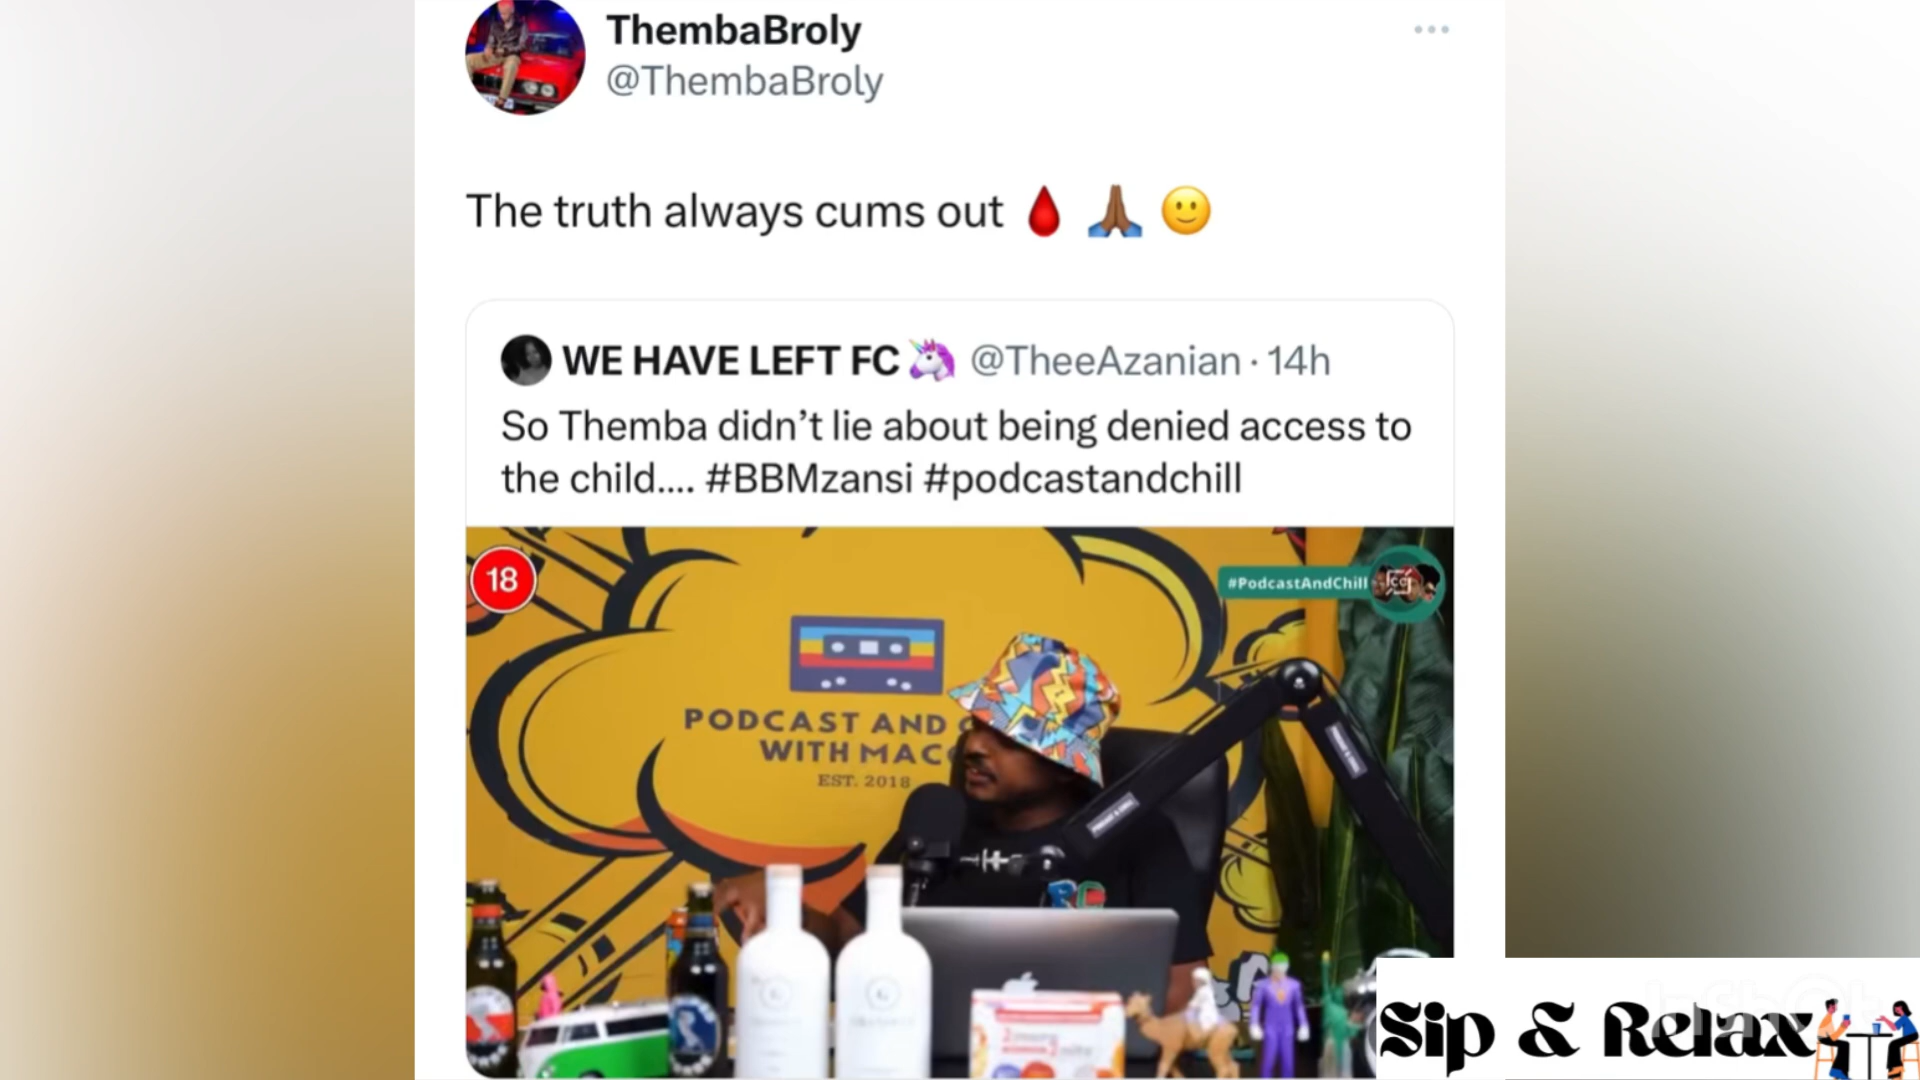 ThembaBroly
@ThembaBroly
The truth always cums out 🩸 🙏🏾 🙂
WE HAVE LEFT FC🦄 @TheeAzanian · 14h
So Themba didn’t lie about being denied access to
the child.... #BBMzansi #podcastandchill
18
#PodcastAndChill
PODCAST AND
WITH MAC
EST. 2018
Sip & Relax